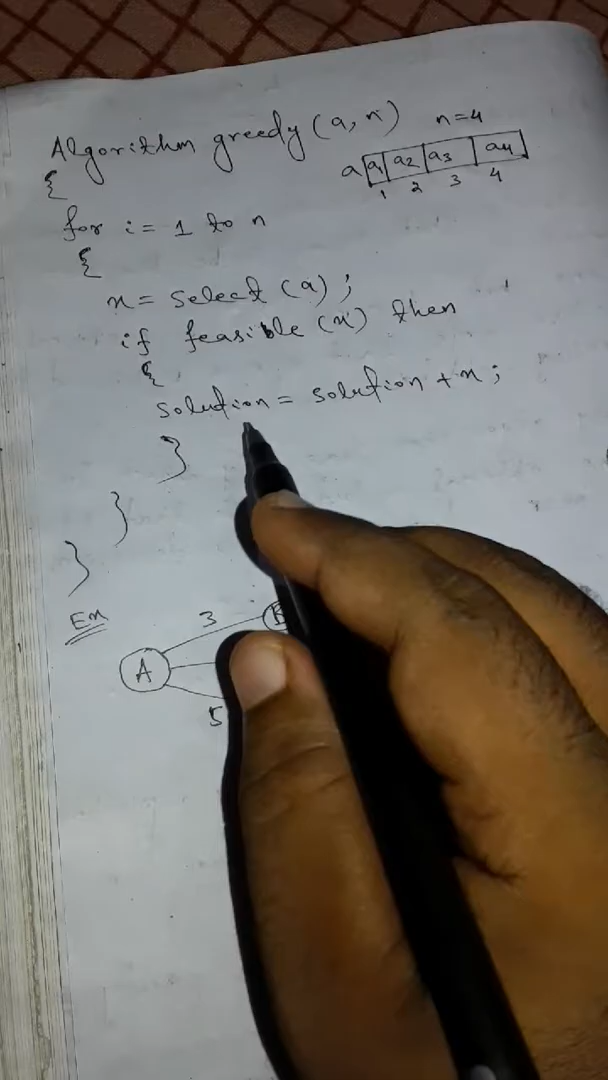 Algorithm greedy (a, n) n=4
{
a a1 a2 a3 a4
1 2 3 4
for i = 1 to n
{
x = select (a) ;
if feasible (x) then
{
solution = solution + x ;
}
}
}
Ex
3
A
5